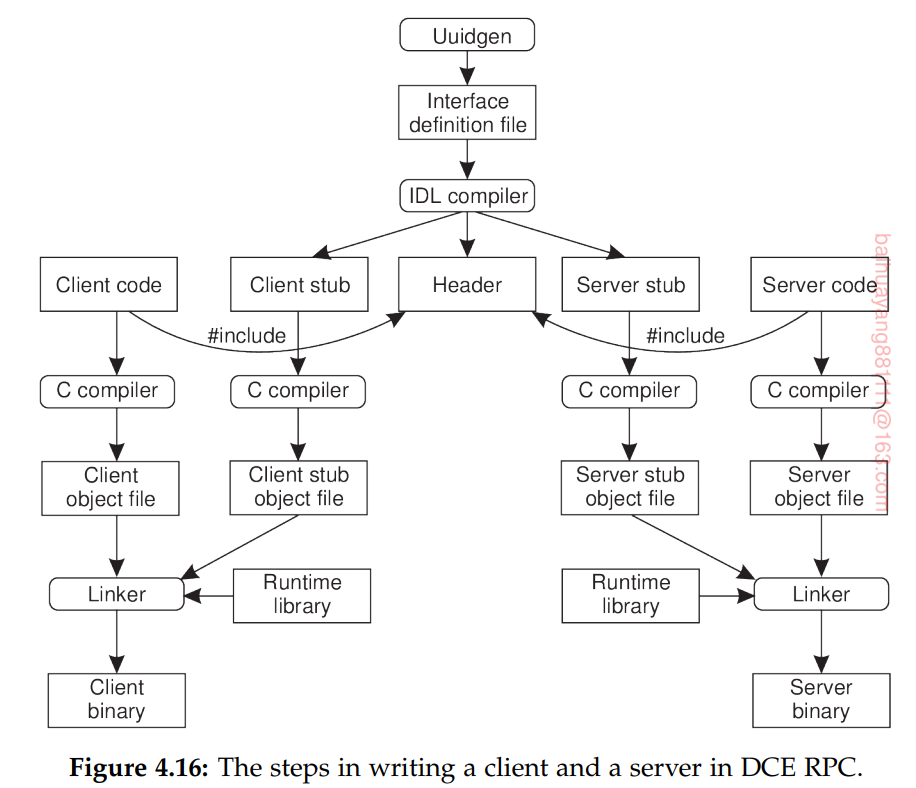 Uuidgen
Interface
definition file
IDL compiler
Client code
Client stub
Header
Server stub
Server code
#include
#include
C compiler
C compiler
C compiler
C compiler
Client
object file
Client stub
object file
Server stub
object file
Server
object file
Linker
Runtime
library
Runtime
library
Linker
Client
binary
Server
binary
Figure 4.16: The steps in writing a client and a server in DCE RPC.